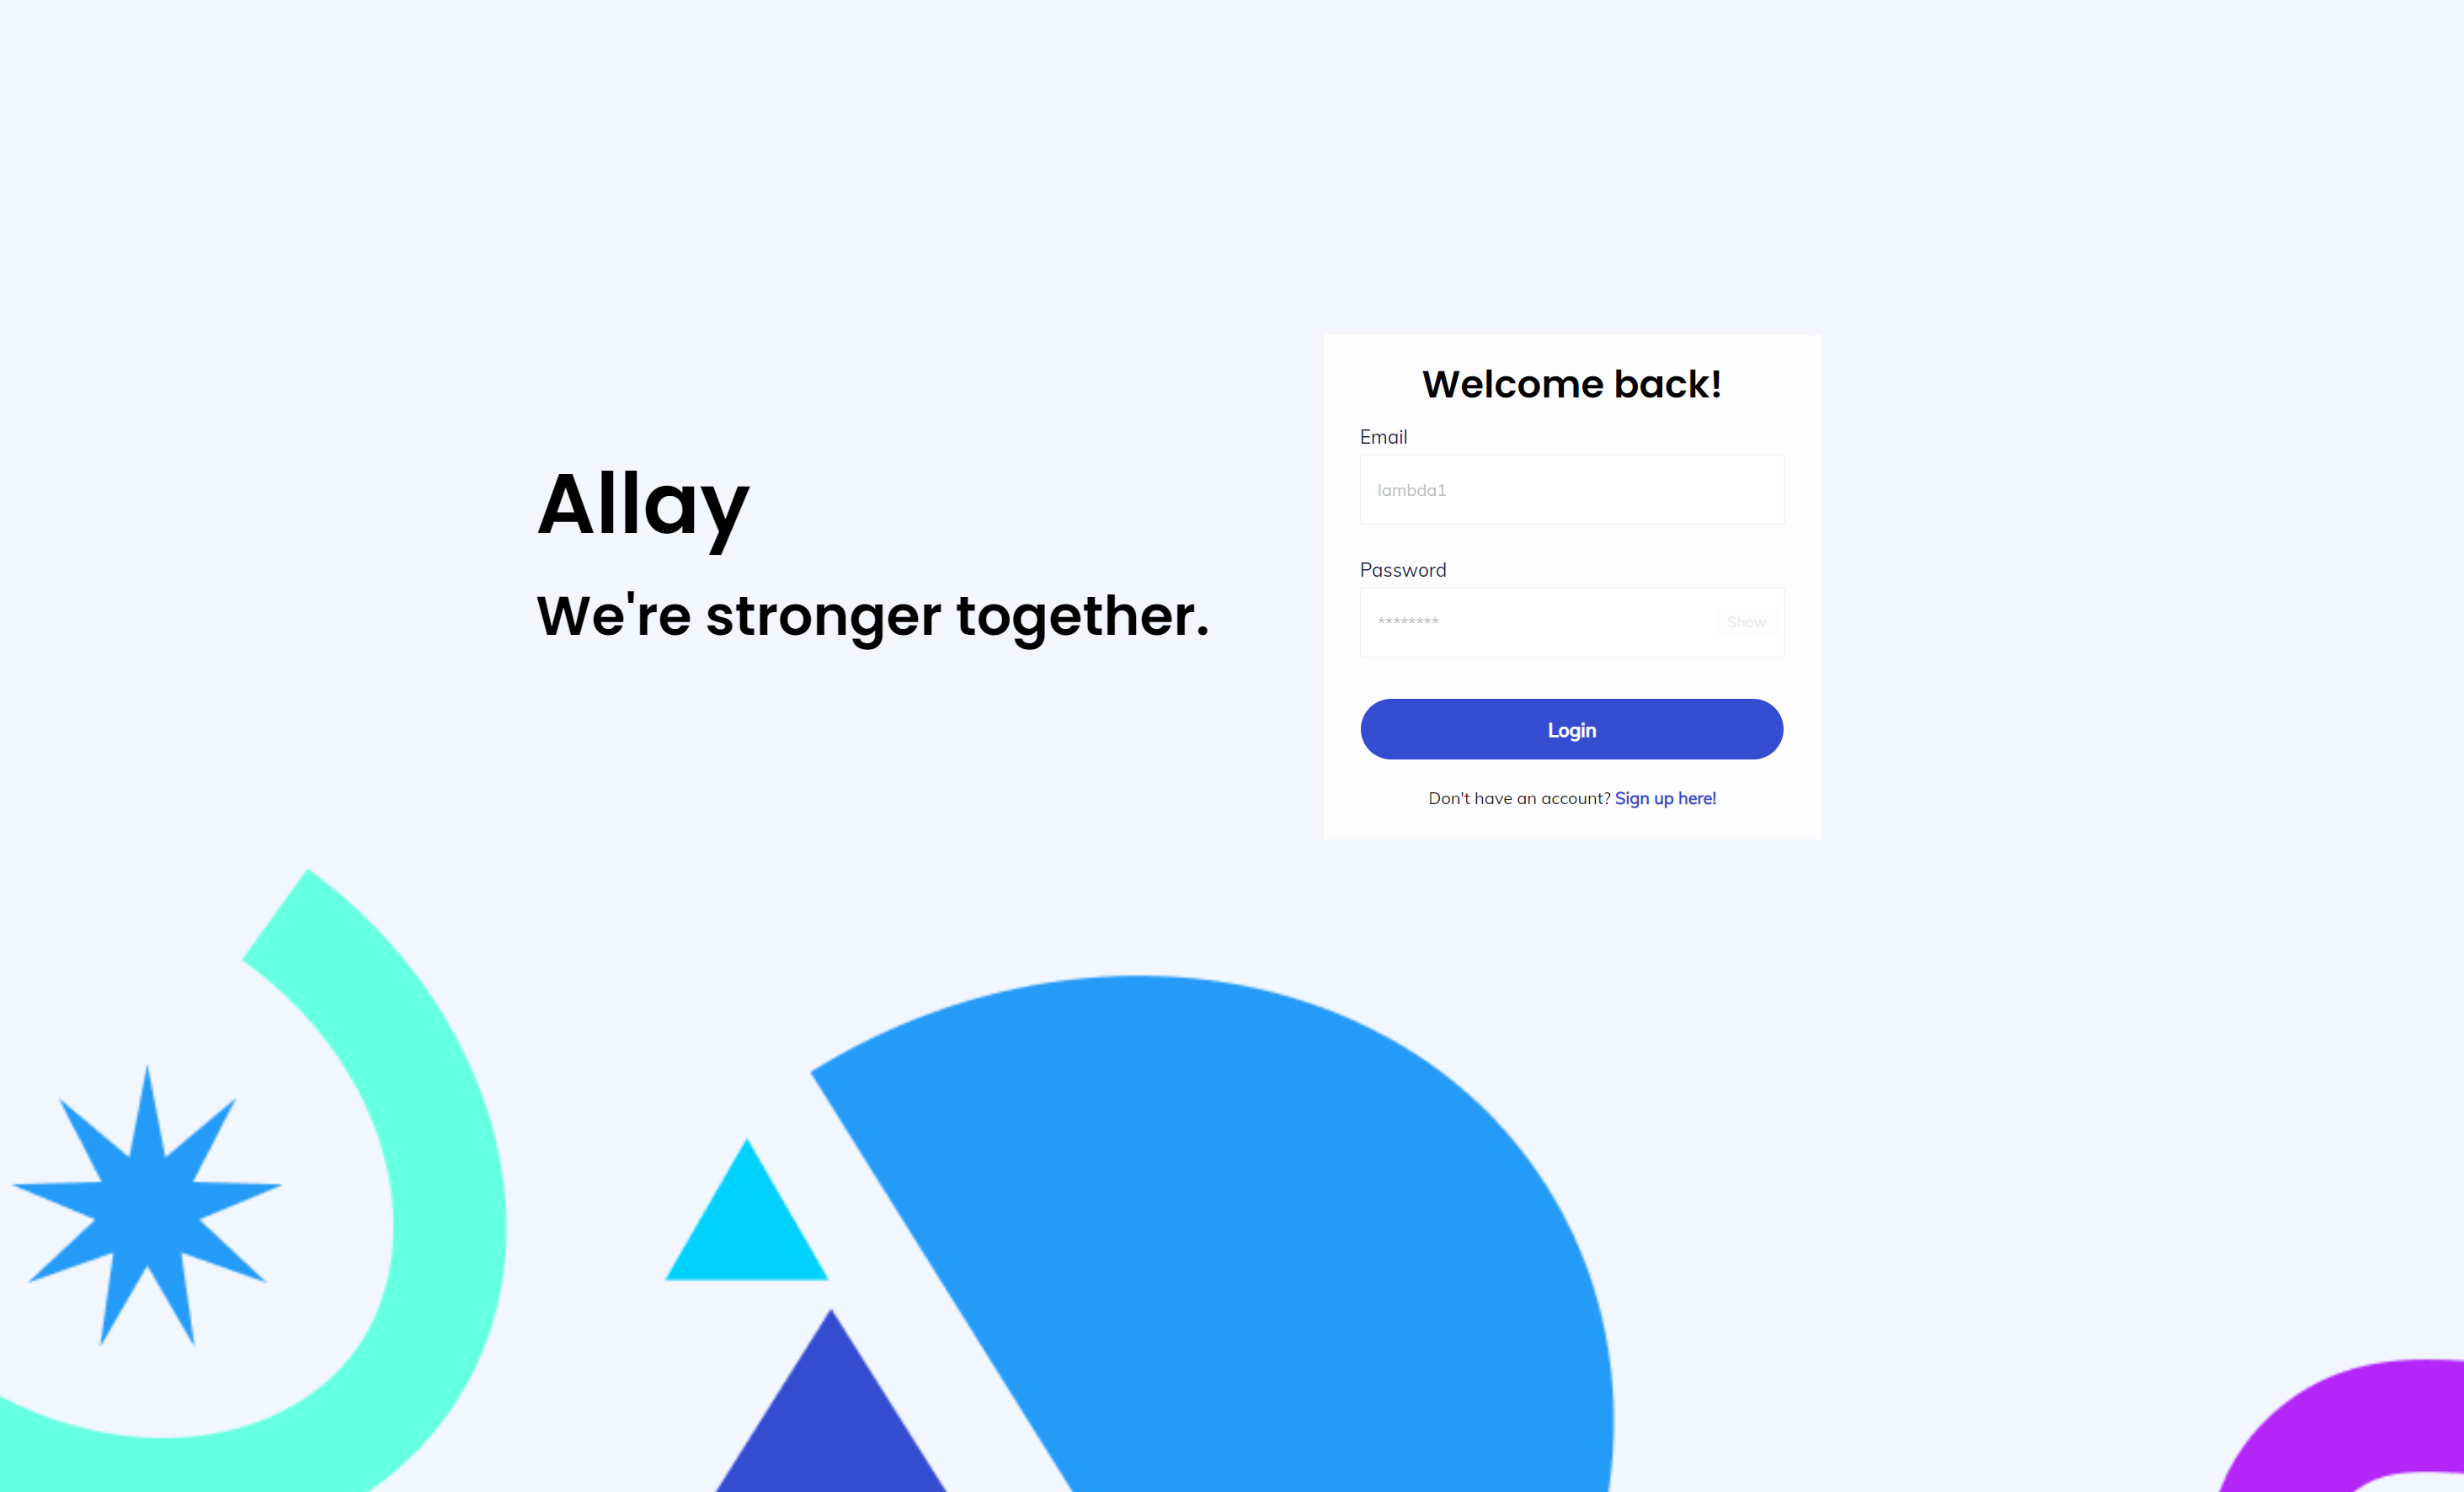 Allay
We're stronger together.
Welcome back!
Email
lambda1
Password
******** Show
Login
Don't have an account? Sign up here!